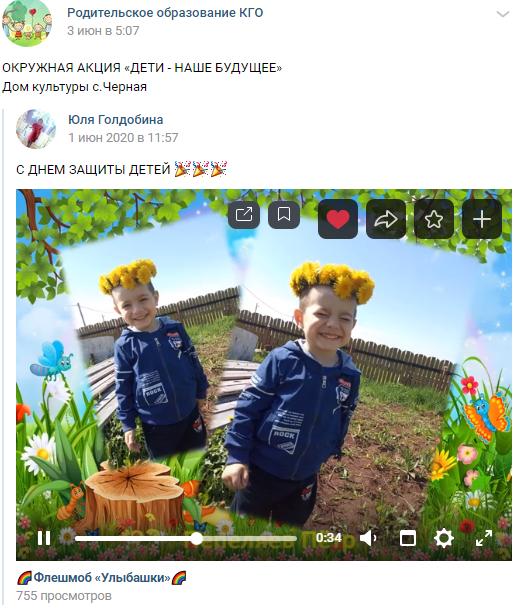 Родительское образование КГО
3 июн в 5:07
ОКРУЖНАЯ АКЦИЯ «ДЕТИ - НАШЕ БУДУЩЕЕ»
Дом культуры с.Черная
Юля Голдобина
1 июн 2020 в 11:57
С ДНЕМ ЗАЩИТЫ ДЕТЕЙ 🎉🎉🎉
ROCK
ROCK
0:34
🌈Флешмоб «Улыбашки»🌈
755 просмотров